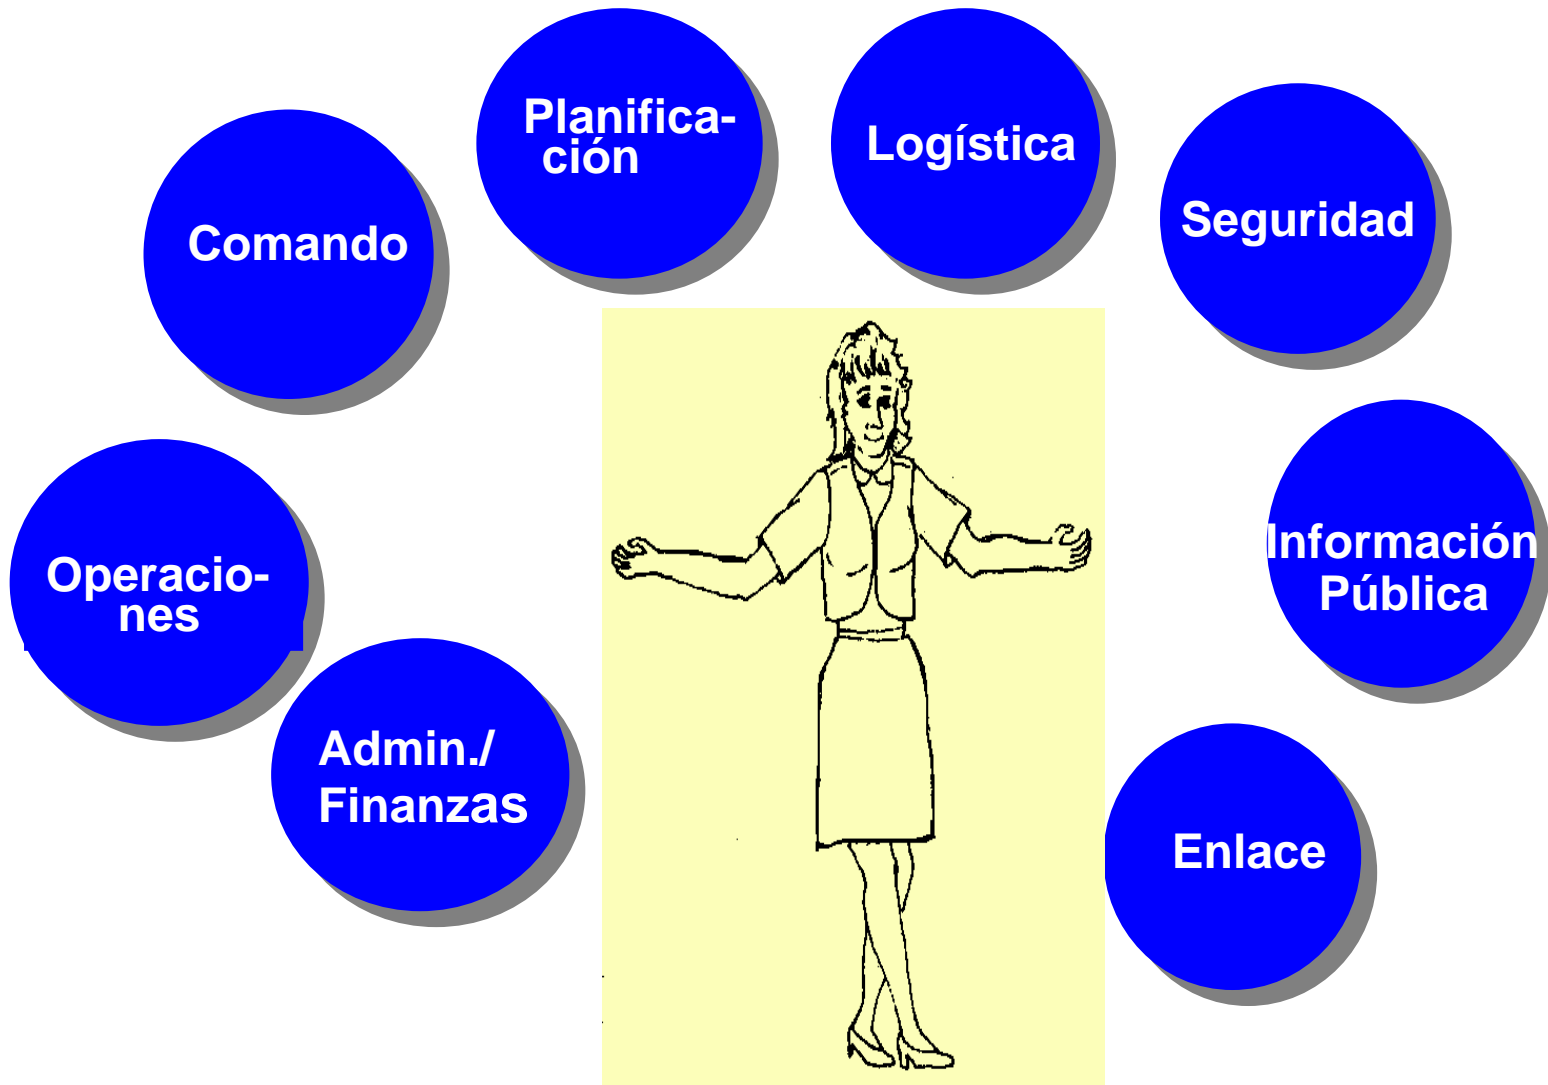 Planifica-
ción
Logística
Seguridad
Comando
Información
Pública
Operacio-
nes
Admin./
Finanzas
Enlace